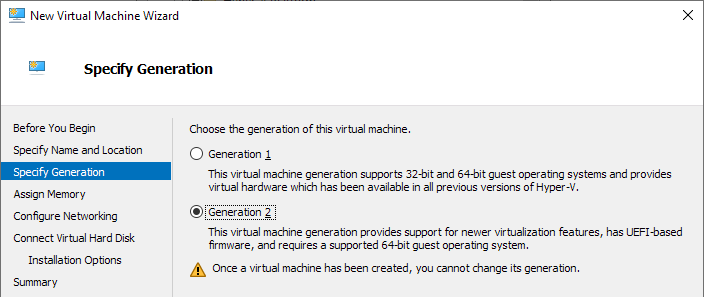 New Virtual Machine Wizard
Specify Generation
Before You Begin
Specify Name and Location
Specify Generation
Assign Memory
Configure Networking
Connect Virtual Hard Disk
Installation Options
Summary
Choose the generation of this virtual machine.
Generation 1
This virtual machine generation supports 32-bit and 64-bit guest operating systems and provides
virtual hardware which has been available in all previous versions of Hyper-V.
Generation 2
This virtual machine generation provides support for newer virtualization features, has UEFI-based
firmware, and requires a supported 64-bit guest operating system.
Once a virtual machine has been created, you cannot change its generation.